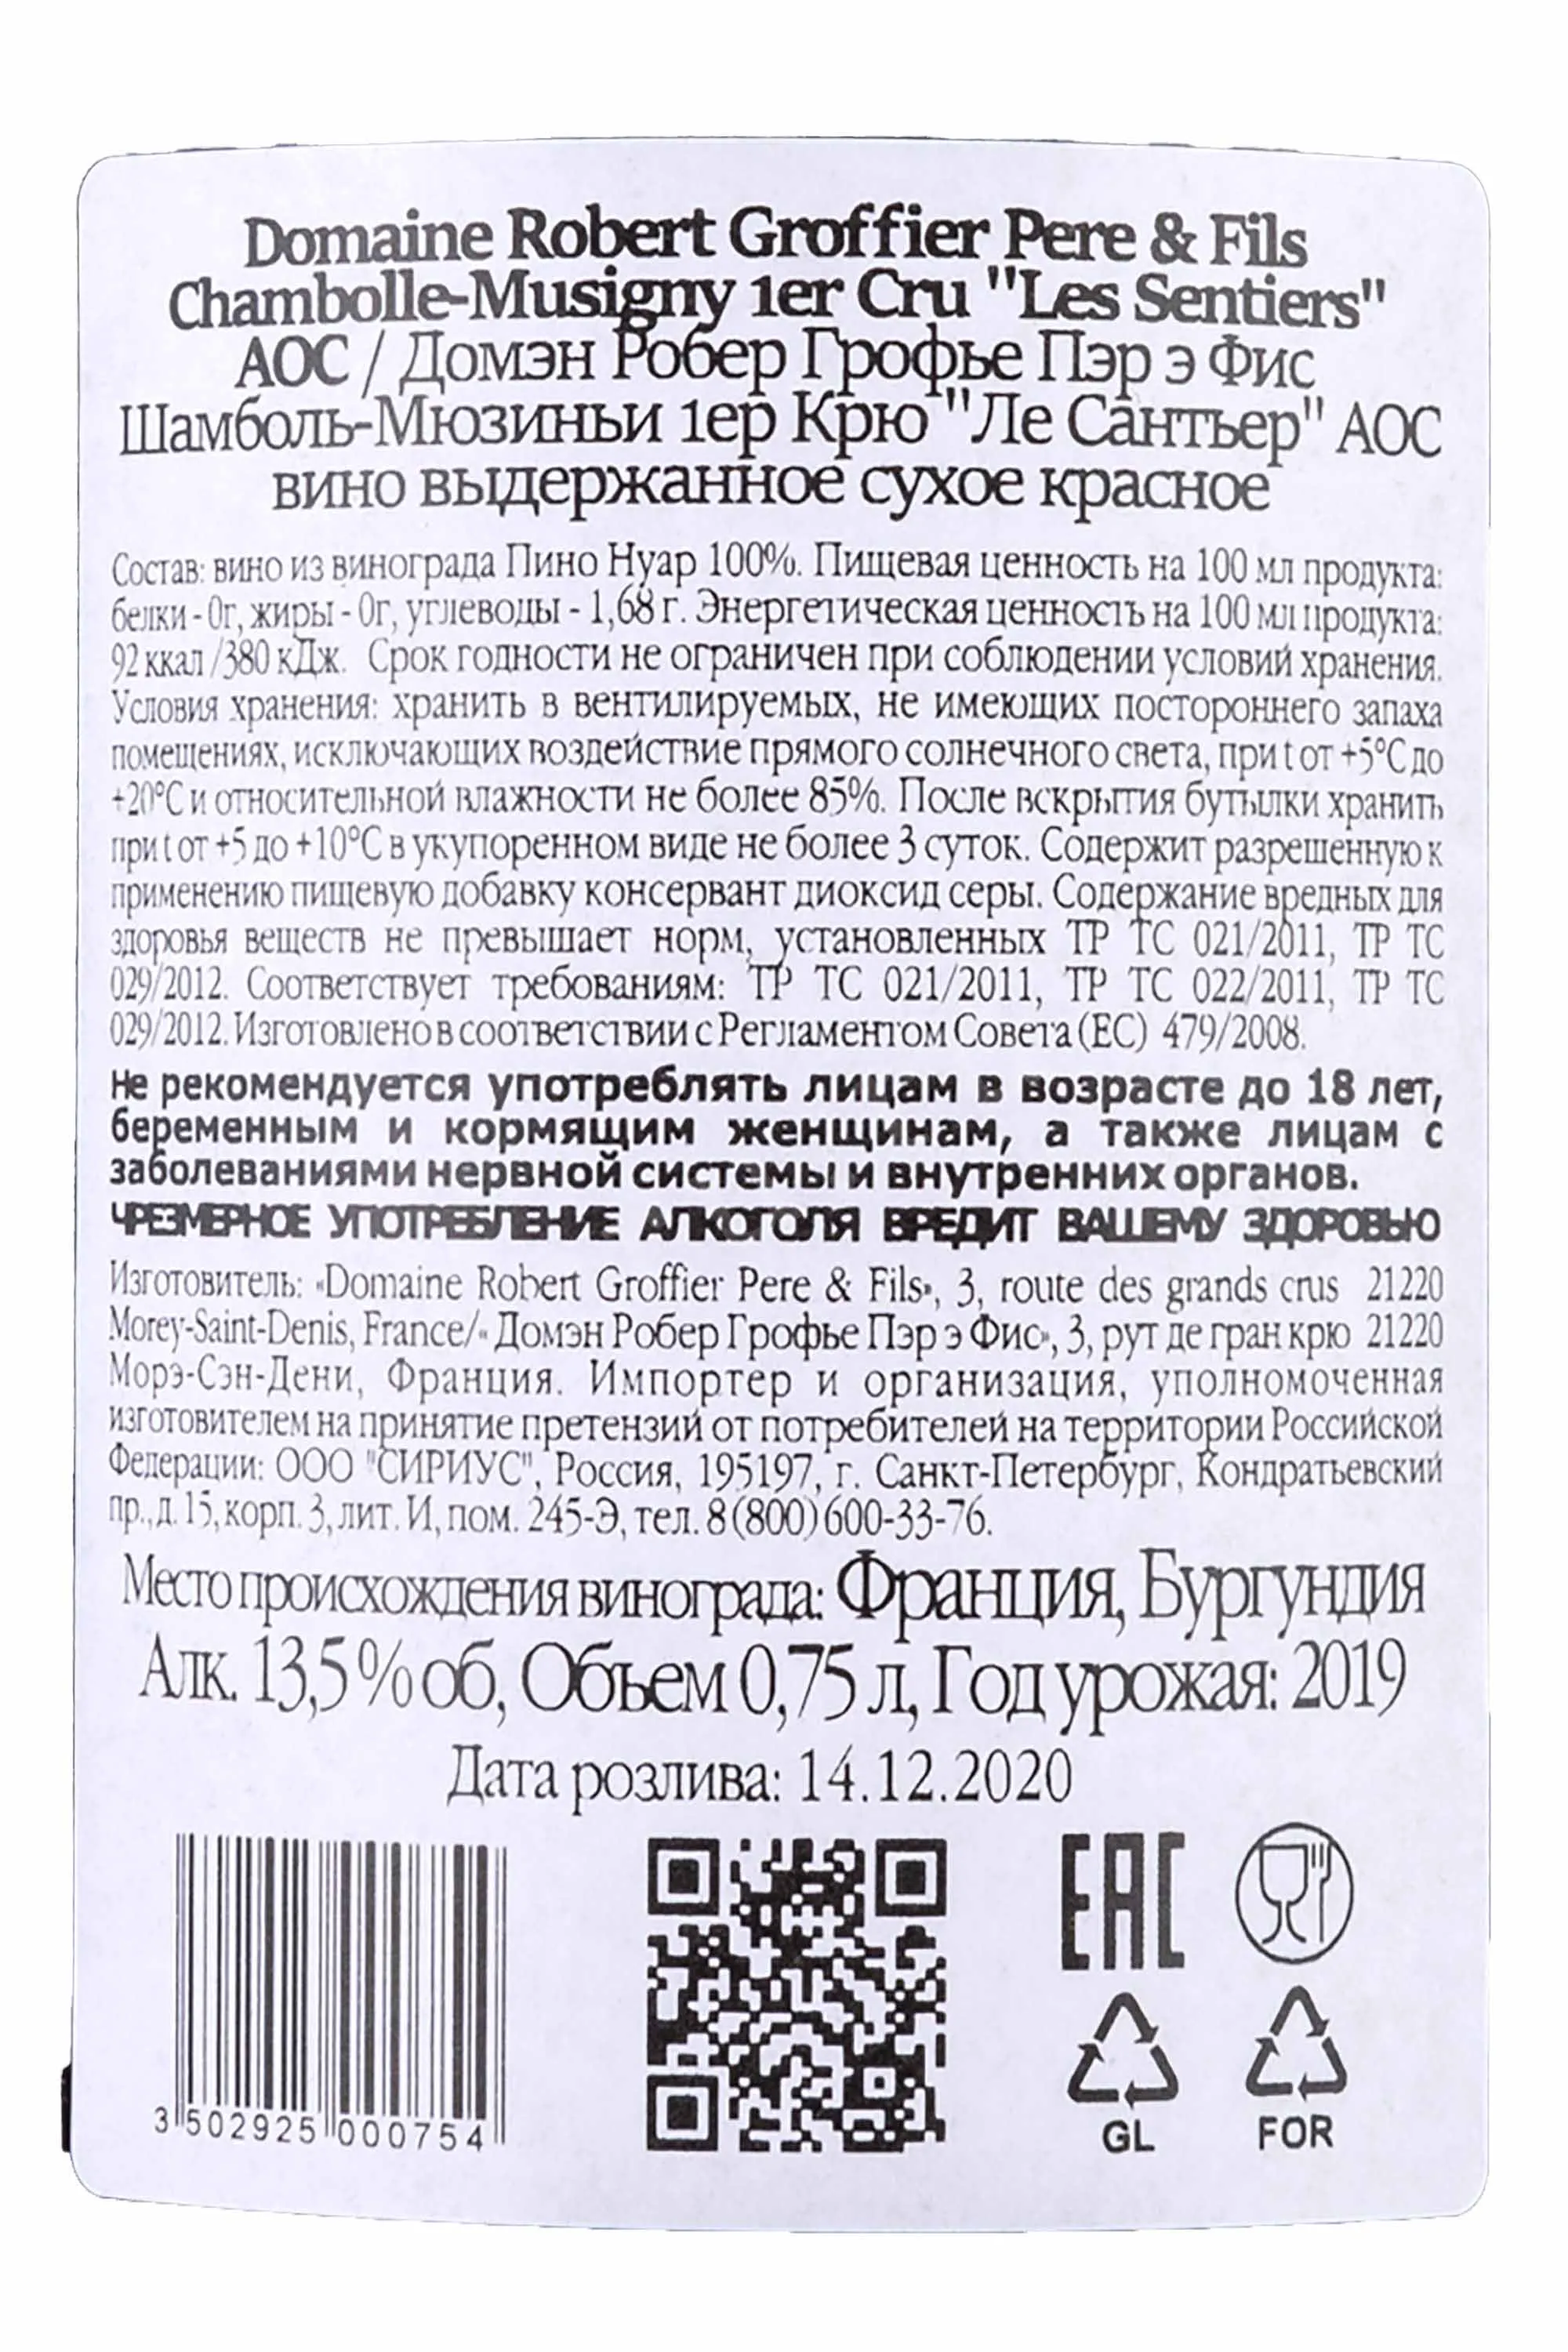 Domaine Robert Groffier Pere & Fils
Chambolle-Musigny 1er Cru "Les Sentiers"
AOC / Домэн Робер Грофье Пэр э Фис
Шамболь-Мюзиньи 1ер Крю "Ле Сантьер" АОС
вино выдержанное сухое красное
Состав: вино из винограда Пино Нуар 100%. Пищевая ценность на 100 мл продукта:
белки - 0г, жиры - 0г, углеводы - 1,68 г. Энергетическая ценность на 100 мл продукта:
92 ккал /380 кДж. Срок годности не ограничен при соблюдении условий хранения.
Условия хранения: хранить в вентилируемых, не имеющих постороннего запаха
помещениях, исключающих воздействие прямого солнечного света, при t от +5°С до
+20°С и относительной влажности не более 85%. После вскрытия бутылки хранить
при t от +5 до +10°С в укупоренном виде не более 3 суток. Содержит разрешенную к
применению пищевую добавку консервант диоксид серы. Содержание вредных для
здоровья веществ не превышает норм, установленных ТР ТС 021/2011, ТР ТС
029/2012. Соответствует требованиям: ТР ТС 021/2011, ТР ТС 022/2011, ТР ТС
029/2012. Изготовлено в соответствии с Регламентом Совета (ЕС) 479/2008.
Не рекомендуется употреблять лицам в возрасте до 18 лет,
беременным и кормящим женщинам, а также лицам с
заболеваниями нервной системы и внутренних органов.
ЧРЕЗМЕРНОЕ УПОТРЕБЛЕНИЕ АЛКОГОЛЯ ВРЕДИТ ВАШЕМУ ЗДОРОВЬЮ
Изготовитель: «Domaine Robert Groffier Pere & Fils», 3, route des grands crus 21220
Morey-Saint-Denis, France/« Домэн Робер Грофье Пэр э Фис», 3, рут де гран крю 21220
Морэ-Сэн-Дени, Франция. Импортер и организация, уполномоченная
изготовителем на принятие претензий от потребителей на территории Российской
Федерации: ООО "СИРИУС", Россия, 195197, г. Санкт-Петербург, Кондратьевский
пр., д. 15, корп. 3, лит. И, пом. 245-Э, тел. 8 (800) 600-33-76.
Место происхождения винограда: Франция, Бургундия
Алк. 13,5 % об, Объем 0,75 л, Год урожая: 2019
Дата розлива: 14.12.2020
EAC
3 502925 000754
GL FOR